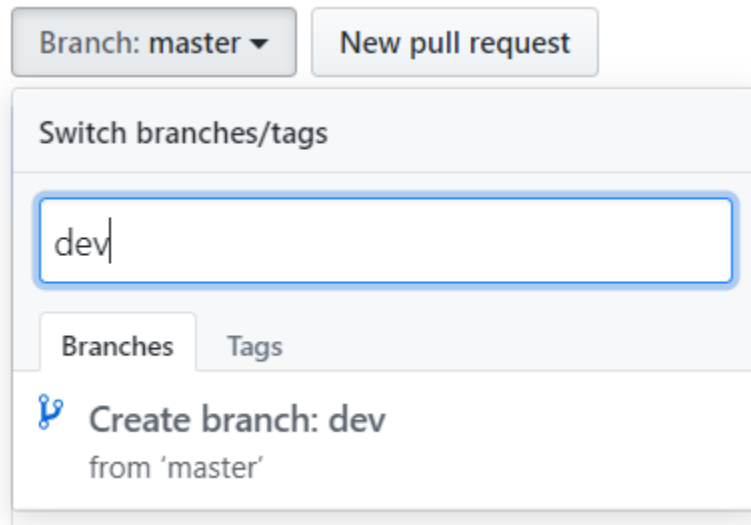 Branch: master
New pull request
Switch branches/tags
dev
Branches
Tags
Create branch: dev
from ‘master’